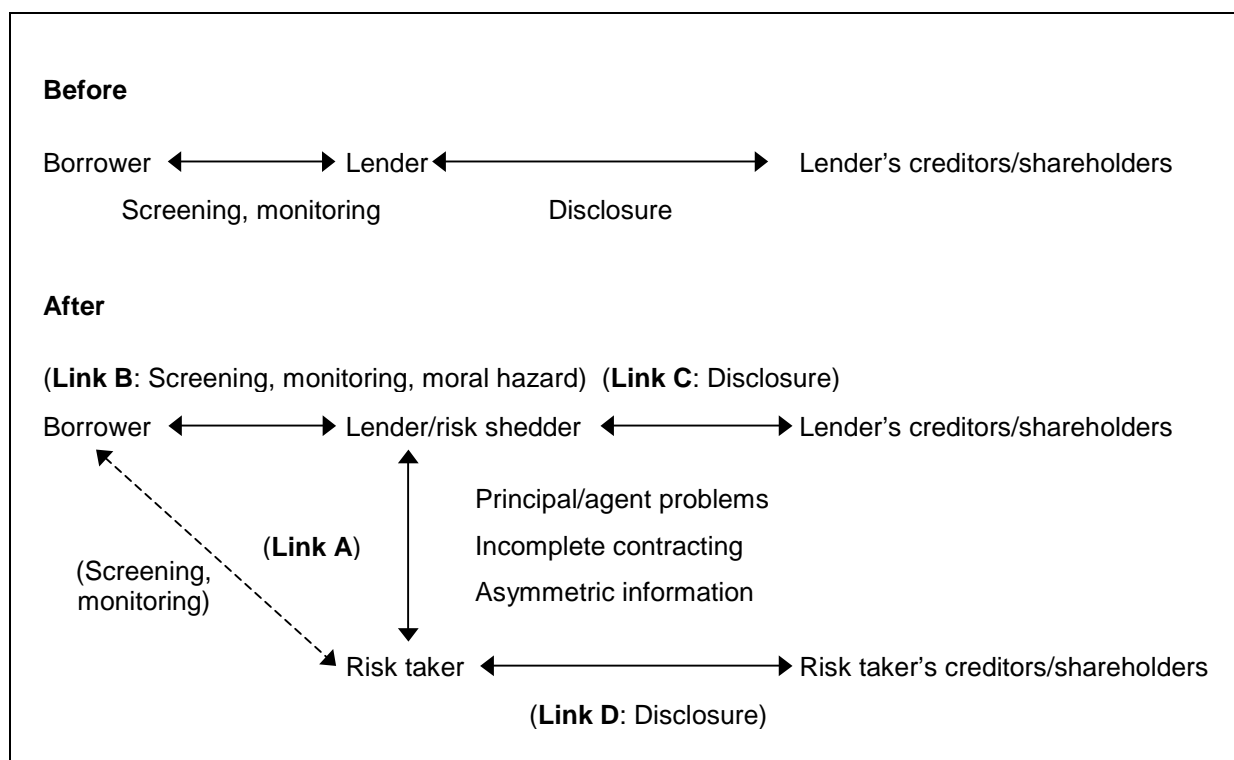 Before
Borrower Lender Lender’s creditors/shareholders
Screening, monitoring Disclosure
After
(Link B: Screening, monitoring, moral hazard) (Link C: Disclosure)
Borrower Lender/risk shedder Lender’s creditors/shareholders
Principal/agent problems
(Link A) Incomplete contracting
(Screening,
monitoring)
Asymmetric information
Risk taker Risk taker’s creditors/shareholders
(Link D: Disclosure)